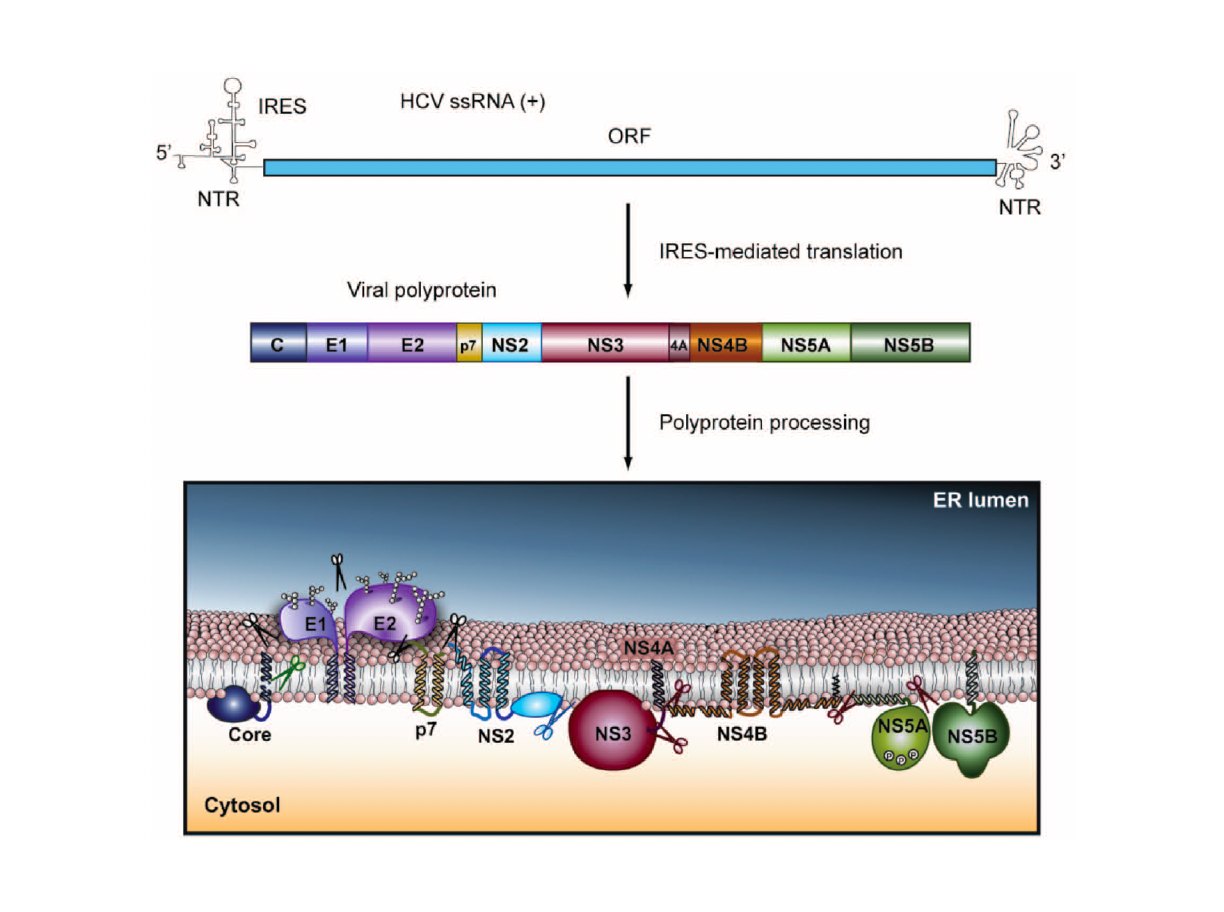 IRES
HCV ssRNA (+)
ORF
5'
3'
NTR
NTR
IRES-mediated translation
Viral polyprotein
C E1 E2 p7 NS2 NS3 4A NS4B NS5A NS5B
Polyprotein processing
ER lumen
E1 E2
NS4A
Core p7 NS2 NS3 NS4B NS5A NS5B
P P P
Cytosol